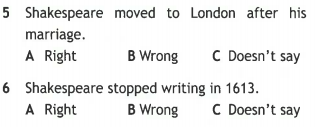 5 Shakespeare moved to London after his
marriage.
A Right B Wrong C Doesn't say
6 Shakespeare stopped writing in 1613.
A Right B Wrong C Doesn't say